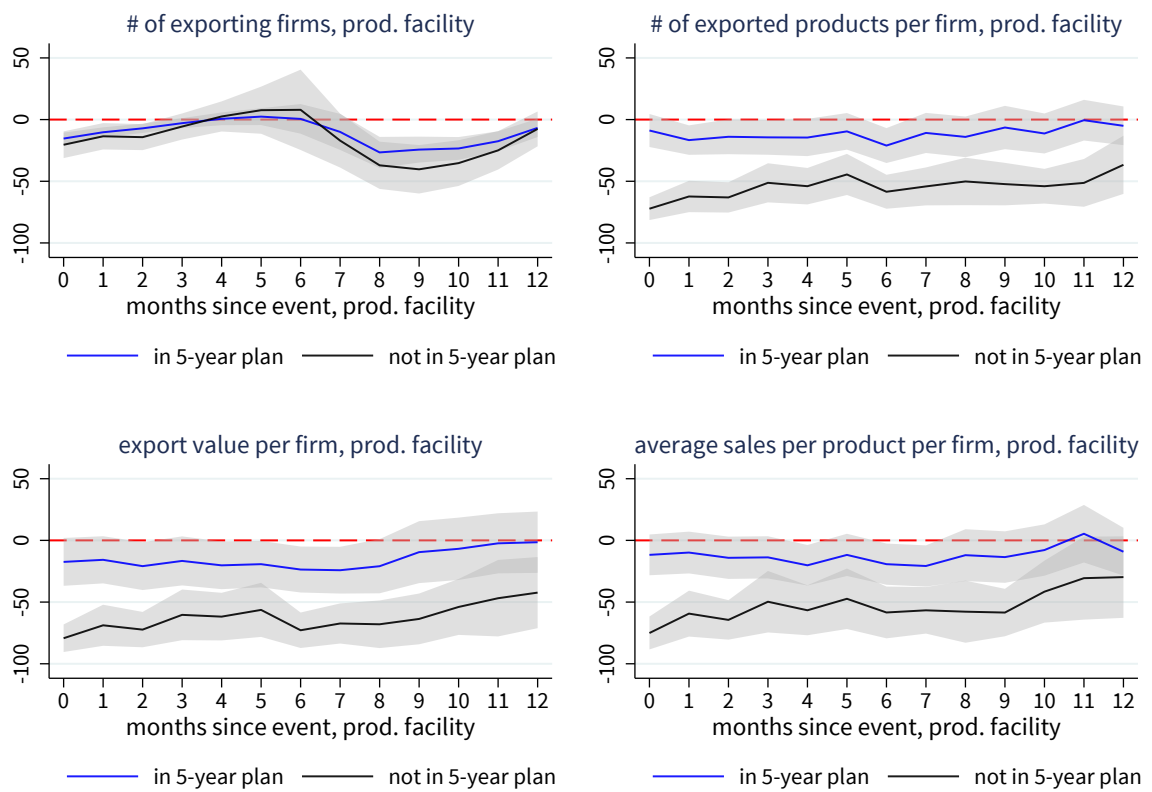 # of exporting firms, prod. facility
50
0
-50
-100
0 1 2 3 4 5 6 7 8 9 10 11 12
months since event, prod. facility
in 5-year plan not in 5-year plan
# of exported products per firm, prod. facility
50
0
-50
-100
0 1 2 3 4 5 6 7 8 9 10 11 12
months since event, prod. facility
in 5-year plan not in 5-year plan
export value per firm, prod. facility
50
0
-50
-100
0 1 2 3 4 5 6 7 8 9 10 11 12
months since event, prod. facility
in 5-year plan not in 5-year plan
average sales per product per firm, prod. facility
50
0
-50
-100
0 1 2 3 4 5 6 7 8 9 10 11 12
months since event, prod. facility
in 5-year plan not in 5-year plan